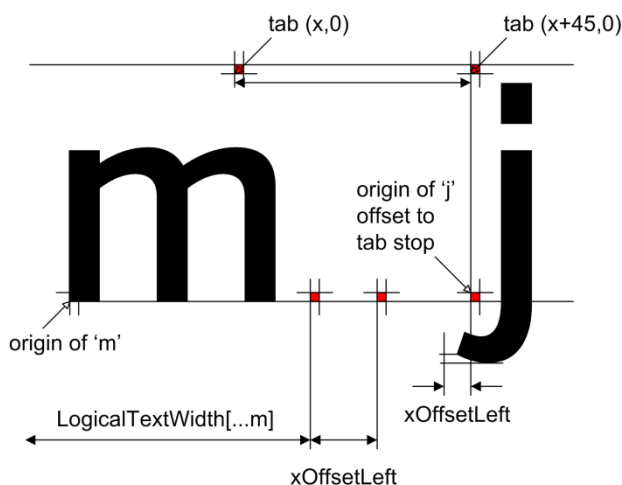 tab (x,0)
tab (x+45,0)
m
j
origin of ‘j’
offset to
tab stop
origin of ‘m’
xOffsetLeft
LogicalTextWidth[...m]
xOffsetLeft